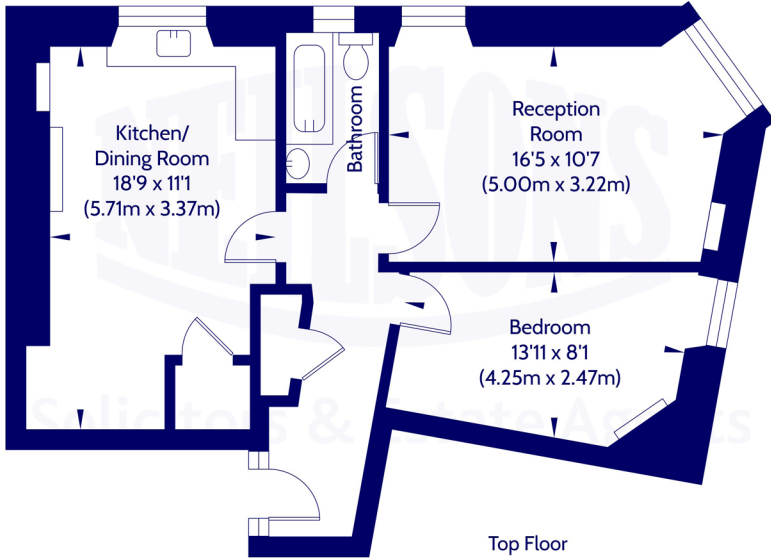 Kitchen/
Dining Room
18'9 x 11'1
(5.71m x 3.37m)
Bathroom
Reception
Room
16'5 x 10'7
(5.00m x 3.22m)
Bedroom
13'11 x 8'1
(4.25m x 2.47m)
NEILSONS
Solicitors & Estate Agents
Top Floor